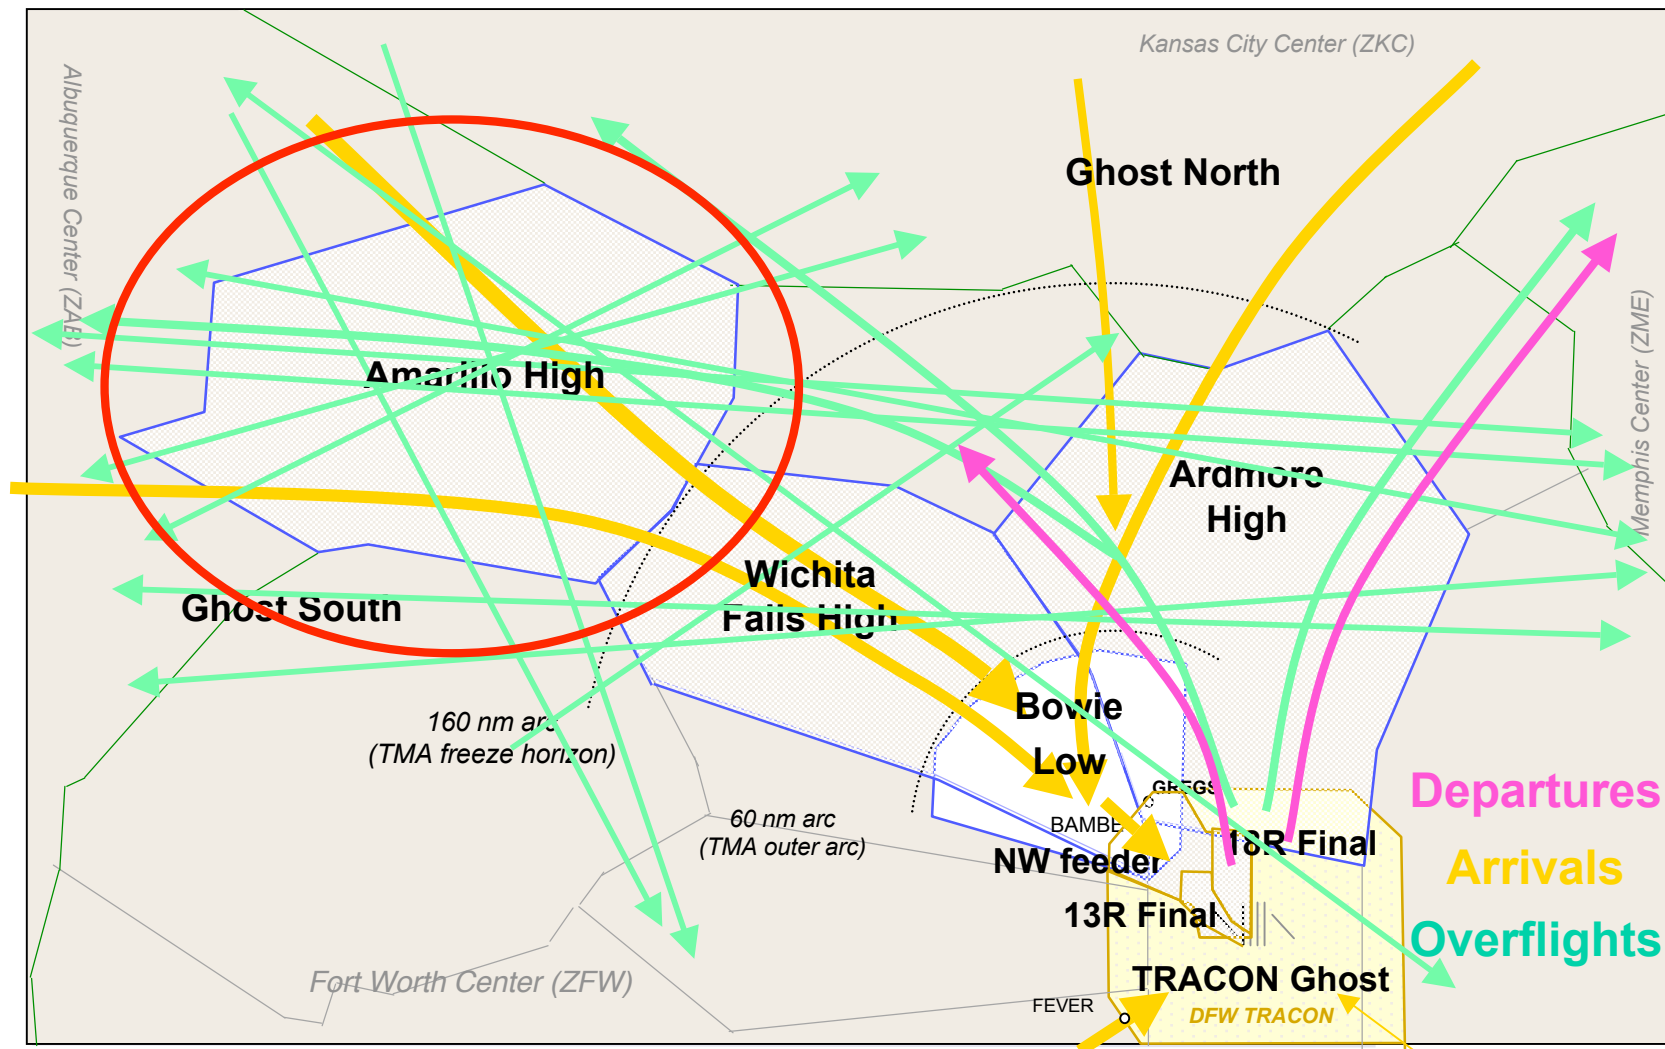 Kansas City Center (ZKC)
Albuquerque Center (ZAB)
Ghost North
Memphis Center (ZME)
Amarillo High
Ardmore
High
Wichita
Falls High
Ghost South
160 nm arc
(TMA freeze horizon)
Bowie
Low
GREGS
60 nm arc
(TMA outer arc)
BAMBE
NW feeder
18R Final
13R Final
Departures
Arrivals
Overflights
Fort Worth Center (ZFW)
TRACON Ghost
FEVER
DFW TRACON